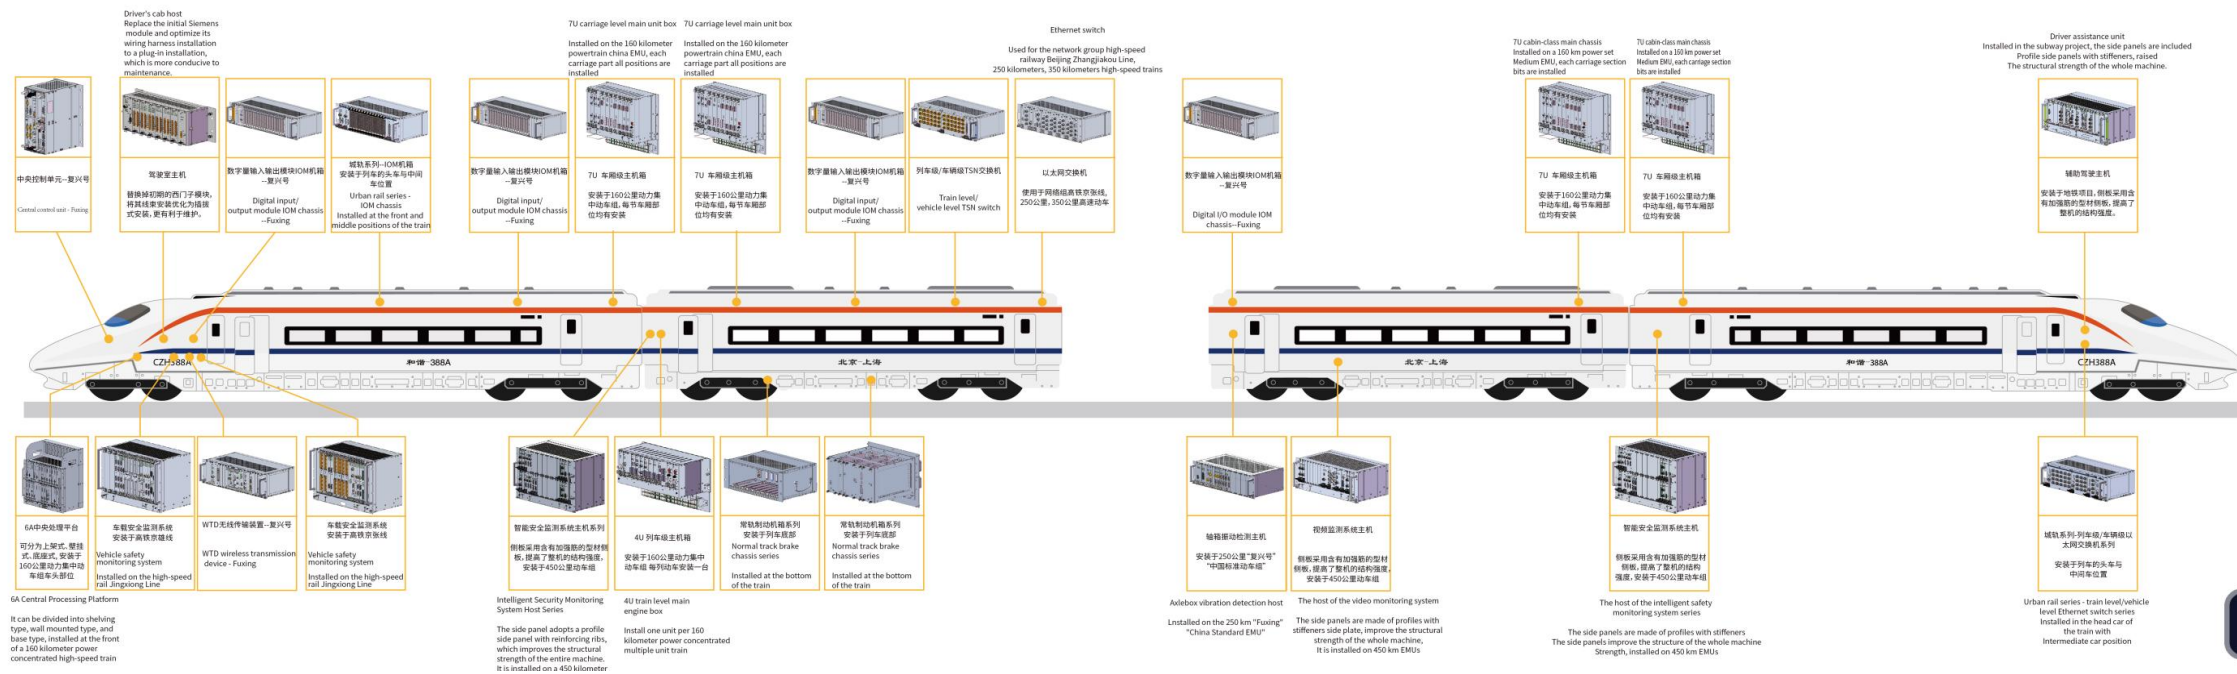 Driver's cab host
Replace the initial Siemens
module and optimize its
wiring harness installation
to a plug-in installation,
which is more conducive to
maintenance.
7U carriage level main unit box
Installed on the 160 kilometer
powertrain china EMU, each
carriage part all positions are
installed
7U carriage level main unit box
Installed on the 160 kilometer
powertrain china EMU, each
carriage part all positions are
installed
Ethernet switch
Used for the network group high-speed
railway Beijing Zhangjiakou Line,
250 kilometers, 350 kilometers high-speed trains
7U cabin-class main chassis
Installed on a 160 km power set
Medium EMU, each carriage section
bits are installed
7U cabin-class main chassis
Installed on a 160 km power set
Medium EMU, each carriage section
bits are installed
Driver assistance unit
Installed in the subway project, the side panels are included
Profile side panels with stiffeners, raised
The structural strength of the whole machine.
中央控制单元--复兴号
Central control unit - Fuxing
驾驶室主机
替换掉初期的西门子模块,
将其线束安装优化为插拔
式安装,更有利于维护。
数字量输入输出模块IOM机箱
--复兴号
Digital input/
output module IOM chassis
--Fuxing
城轨系列--IOM机箱
安装于列车的头车与中间
车位置
Urban rail series -
IOM chassis
Installed at the front and
middle positions of the train
数字量输入输出模块IOM机箱
--复兴号
Digital input/
output module IOM chassis
--Fuxing
7U 车厢级主机箱
安装于160公里动力集
中动车组,每节车厢部
位均有安装
7U 车厢级主机箱
安装于160公里动力集
中动车组,每节车厢部
位均有安装
数字量输入输出模块IOM机箱
--复兴号
Digital input/
output module IOM chassis
--Fuxing
列车级/车辆级TSN交换机
Train level/
vehicle level TSN switch
以太网交换机
使用于网络组高铁京张线,
250公里,350公里高速动车
数字量输入输出模块IOM机箱
--复兴号
Digital I/O module IOM
chassis--Fuxing
7U 车厢级主机箱
安装于160公里动力集
中动车组,每节车厢部
位均有安装
7U 车厢级主机箱
安装于160公里动力集
中动车组,每节车厢部
位均有安装
辅助驾驶主机
安装于地铁项目,侧板采用含
有加强筋的型材侧板,提高了
整机的结构强度。
CZH388A
和谐-388A
北京-上海
北京-上海
和谐-388A
CZH388A
6A中央处理平台
可分为上架式、壁挂
式、底座式,安装于
160公里动力集中动
车组车头部位
车载安全监测系统
安装于高铁京雄线
Vehicle safety
monitoring system
Installed on the high-speed
rail Jingxiong Line
WTD无线传输装置--复兴号
WTD wireless transmission
device - Fuxing
车载安全监测系统
安装于高铁京张线
Vehicle safety
monitoring system
Installed on the high-speed
rail Jingxiong Line
智能安全监测系统主机系列
侧板采用含有加强筋的型材侧
板,提高了整机的结构强度,
安装于450公里动车组
4U 列车级主机箱
安装于160公里动力集中
动车组 每列动车安装一台
常轨制动机箱系列
安装于列车底部
Normal track brake
chassis series
Installed at the bottom
of the train
常轨制动机箱系列
安装于列车底部
Normal track brake
chassis series
Installed at the bottom
of the train
轴箱振动检测主机
安装于250公里“复兴号”
“中国标准动车组”
视频监测系统主机
侧板采用含有加强筋的型材
侧板,提高了整机的结构强度,
安装于450公里动车组
智能安全监测系统主机
侧板采用含有加强筋的型材
侧板,提高了整机的结构
强度,安装于450公里动车组
城轨系列-列车级/车辆级以
太网交换机系列
安装于列车的头车与
中间车位置
6A Central Processing Platform
It can be divided into shelving
type, wall mounted type, and
base type, installed at the front
of a 160 kilometer power
concentrated high-speed train
Intelligent Security Monitoring
System Host Series
The side panel adopts a profile
side panel with reinforcing ribs,
which improves the structural
strength of the entire machine.
It is installed on a 450 kilometer
4U train level main
engine box
Install one unit per 160
kilometer power concentrated
multiple unit train
Axlebox vibration detection host
Lnstalled on the 250 km "Fuxing"
"China Standard EMU"
The host of the video monitoring system
The side panels are made of profiles with
stiffeners side plate, improve the structural
strength of the whole machine,
It is installed on 450 km EMUs
The host of the intelligent safety
monitoring system series
The side panels are made of profiles with stiffeners
The side panels improve the structure of the whole machine
Strength, installed on 450 km EMUs
Urban rail series - train level/vehicle
level Ethernet switch series
Installed in the head car of
the train with
Intermediate car position